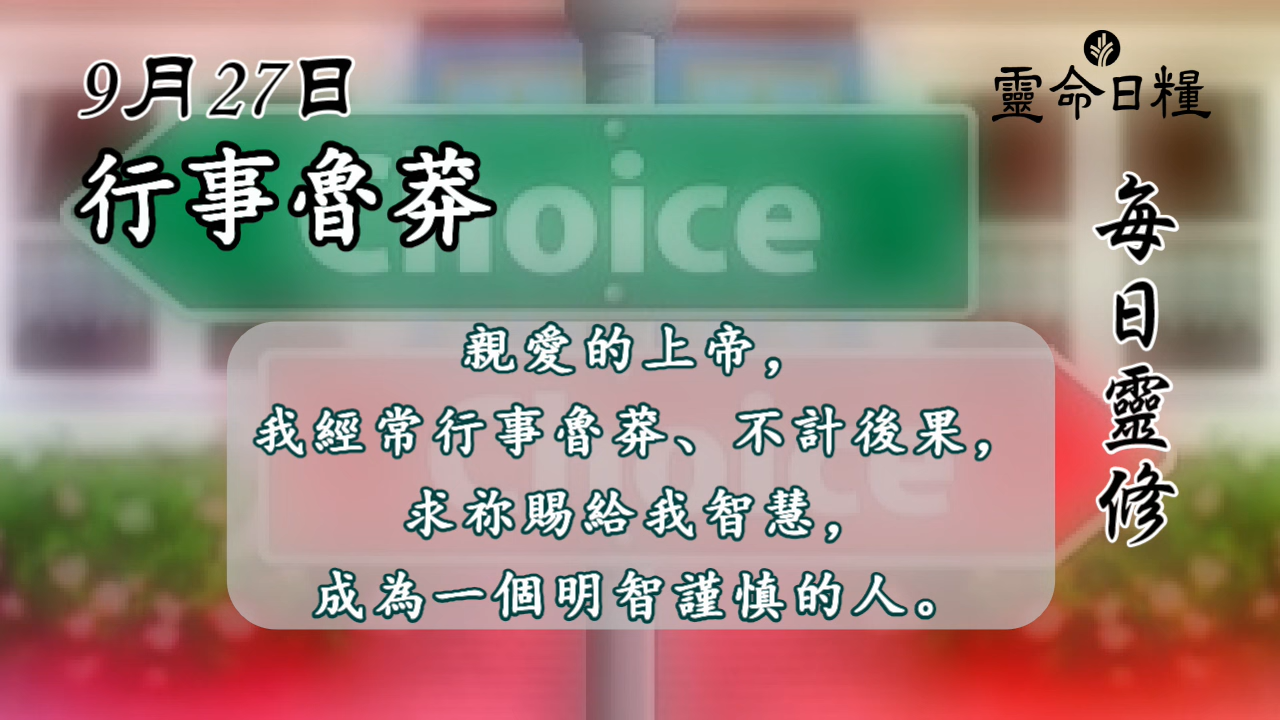 9月27日
行事魯莽
靈命日糧
每日靈修
Choice
親愛的上帝，
我經常行事魯莽、不計後果，
求祢賜給我智慧，
成為一個明智謹慎的人。
Choice